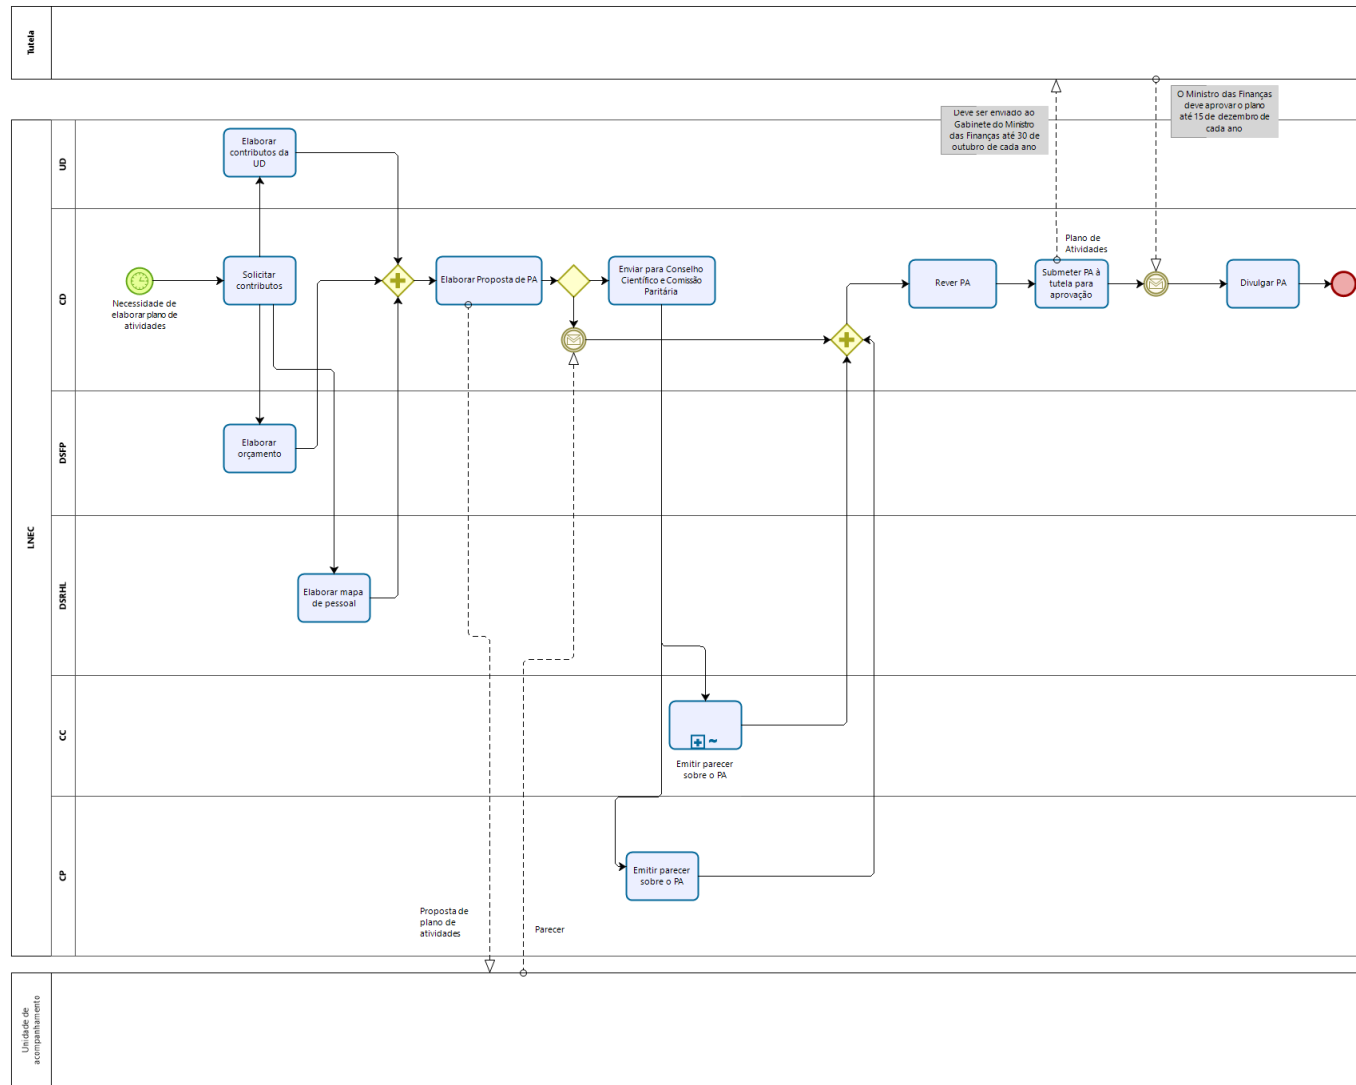 Tutela
O Ministro das Finanças
deve aprovar o plano
até 15 de dezembro de
cada ano
Deve ser enviado ao
Gabinete do Ministro
das Finanças até 30 de
outubro de cada ano
LNEC
UD
Elaborar
contributos da
UD
CD
Necessidade de
elaborar plano de
atividades
Solicitar
contributos
Elaborar Proposta de PA
Enviar para Conselho
Científico e Comissão
Paritária
Rever PA
Plano de
Atividades
Submeter PA à
tutela para
aprovação
Divulgar PA
DSFP
Elaborar
orçamento
DSRHL
Elaborar mapa
de pessoal
CC
Emitir parecer
sobre o PA
CP
Emitir parecer
sobre o PA
Proposta de
plano de
atividades
Parecer
Unidade de
acompanhamento